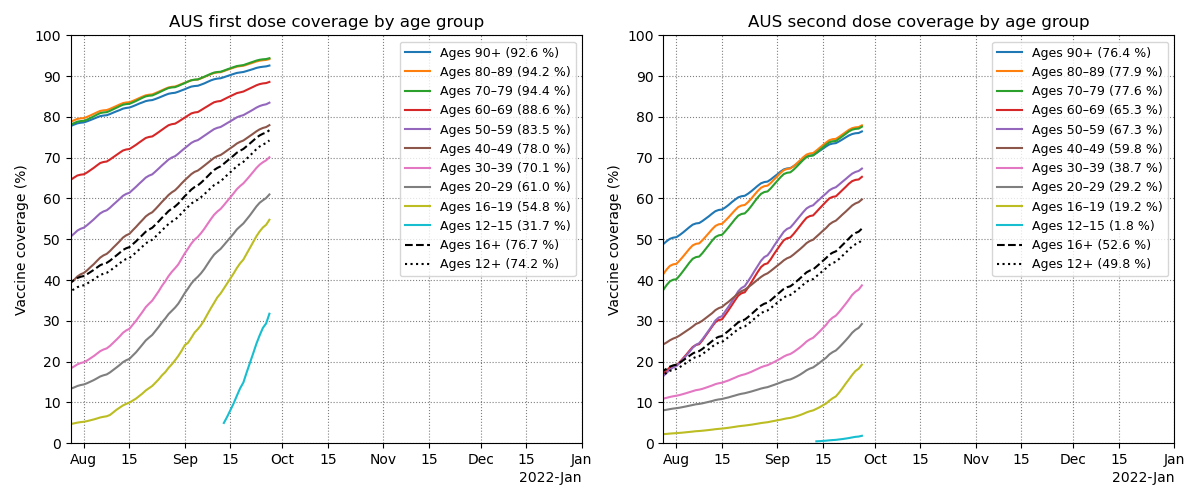 AUS first dose coverage by age group
Vaccine coverage (%)
100
90
80
70
60
50
40
30
20
10
0
Ages 90+ (92.6 %)
Ages 80–89 (94.2 %)
Ages 70–79 (94.4 %)
Ages 60–69 (88.6 %)
Ages 50–59 (83.5 %)
Ages 40–49 (78.0 %)
Ages 30–39 (70.1 %)
Ages 20–29 (61.0 %)
Ages 16–19 (54.8 %)
Ages 12–15 (31.7 %)
Ages 16+ (76.7 %)
Ages 12+ (74.2 %)
Aug 15 Sep 15 Oct 15 Nov 15 Dec 15 Jan
2022-Jan
AUS second dose coverage by age group
Vaccine coverage (%)
100
90
80
70
60
50
40
30
20
10
0
Ages 90+ (76.4 %)
Ages 80–89 (77.9 %)
Ages 70–79 (77.6 %)
Ages 60–69 (65.3 %)
Ages 50–59 (67.3 %)
Ages 40–49 (59.8 %)
Ages 30–39 (38.7 %)
Ages 20–29 (29.2 %)
Ages 16–19 (19.2 %)
Ages 12–15 (1.8 %)
Ages 16+ (52.6 %)
Ages 12+ (49.8 %)
Aug 15 Sep 15 Oct 15 Nov 15 Dec 15 Jan
2022-Jan